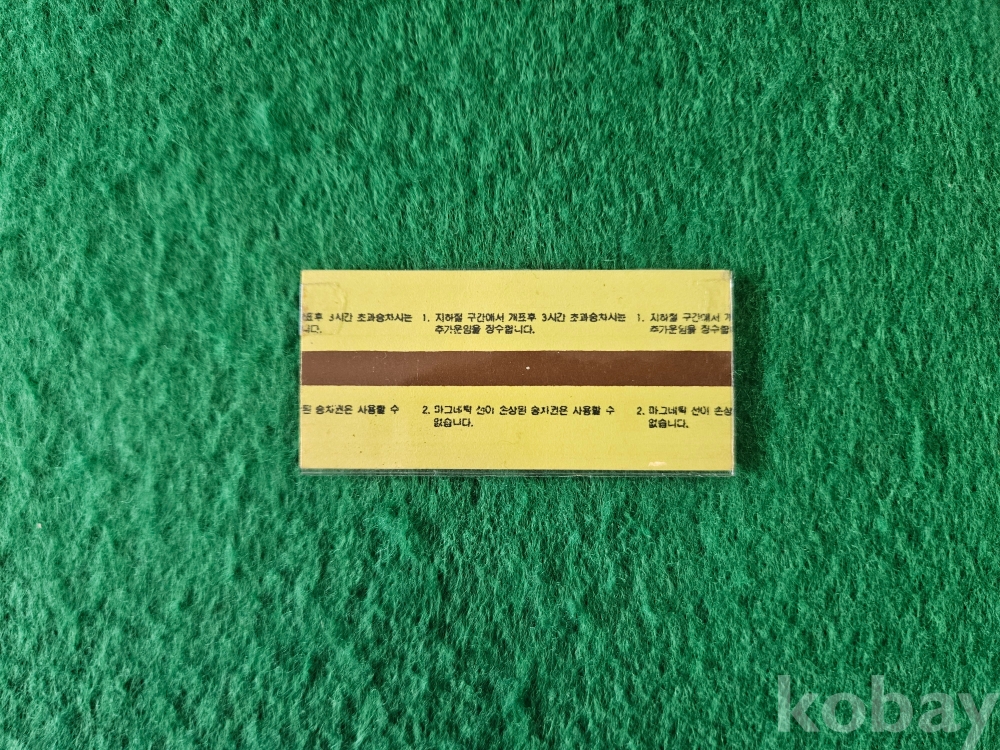 표후 3시간 초과승차시는 1. 지하철 구간에서 개표후 3시간 초과승차시는 1. 지하철 구간에서 개
니다. 추가운임을 징수합니다. 추가운임을 징수합
된 승차권은 사용할 수 2. 마그네틱 선이 손상된 승차권은 사용할 수 2. 마그네틱 선이 손상
없습니다. 없습니다.
kobay